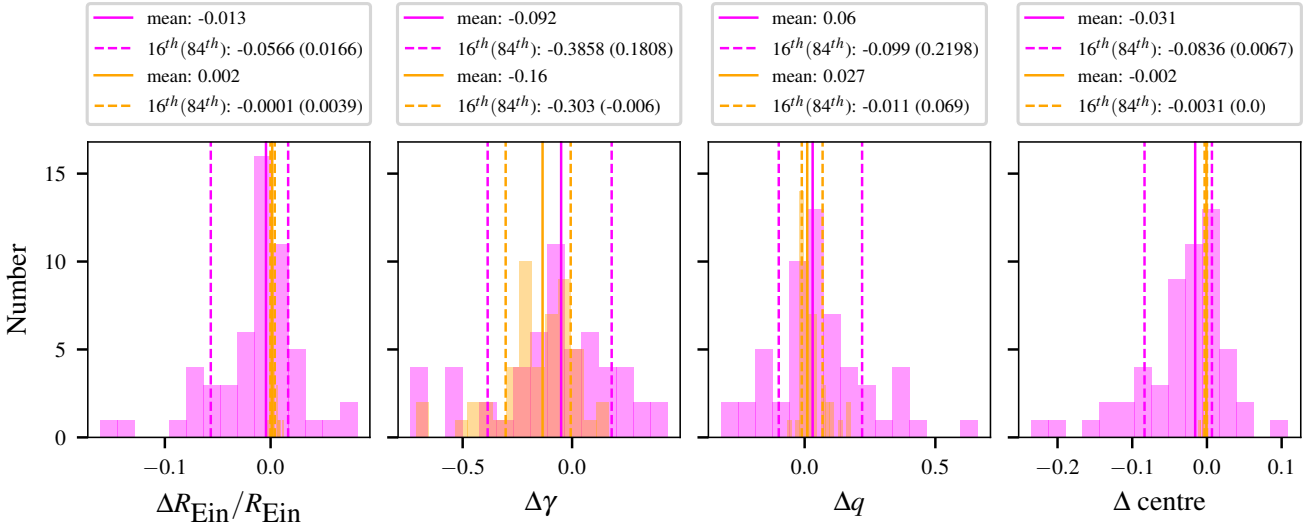 mean: -0.013
16^{th}(84^{th}): -0.0566 (0.0166)
mean: 0.002
16^{th}(84^{th}): -0.0001 (0.0039)
mean: -0.092
16^{th}(84^{th}): -0.3858 (0.1808)
mean: -0.16
16^{th}(84^{th}): -0.303 (-0.006)
mean: 0.06
16^{th}(84^{th}): -0.099 (0.2198)
mean: 0.027
16^{th}(84^{th}): -0.011 (0.069)
mean: -0.031
16^{th}(84^{th}): -0.0836 (0.0067)
mean: -0.002
16^{th}(84^{th}): -0.0031 (0.0)
Number
15
10
5
0
−0.1 0.0
−0.5 0.0
0.0 0.5
−0.2 −0.1 0.0 0.1
ΔR_{Ein}/R_{Ein}
Δγ
Δq
Δ centre